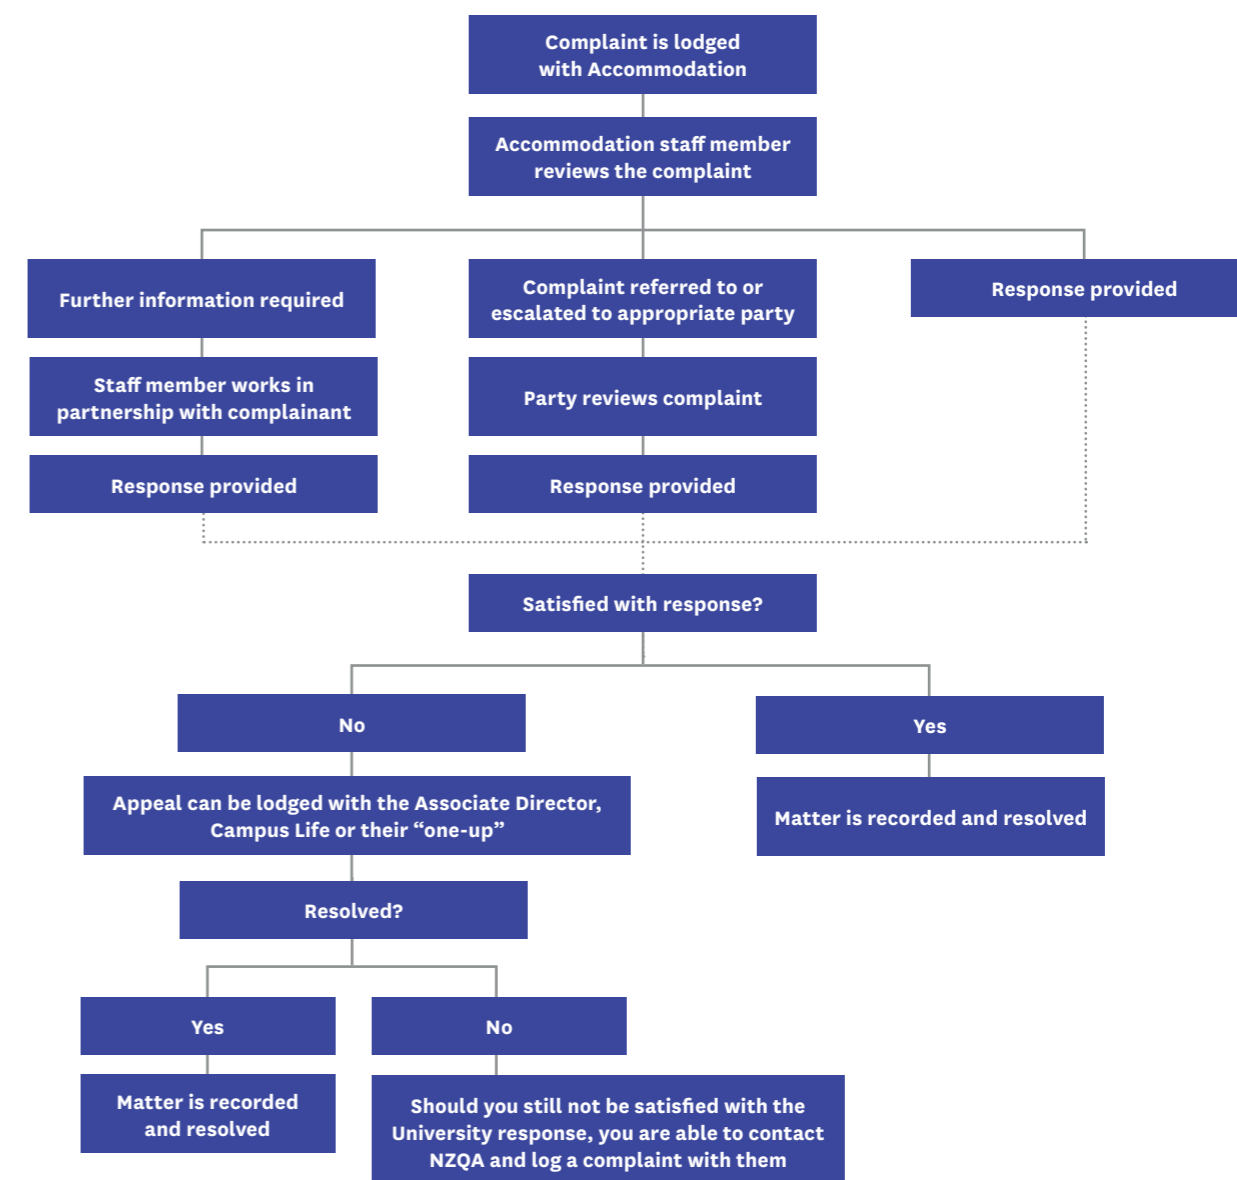 Complaint is lodged
with Accommodation
Accommodation staff member
reviews the complaint
Further information required
Complaint referred to or
escalated to appropriate party
Response provided
Staff member works in
partnership with complainant
Party reviews complaint
Response provided
Response provided
Satisfied with response?
No
Yes
Appeal can be lodged with the Associate Director,
Campus Life or their “one-up”
Matter is recorded and resolved
Resolved?
Yes
No
Matter is recorded
and resolved
Should you still not be satisfied with the
University response, you are able to contact
NZQA and log a complaint with them